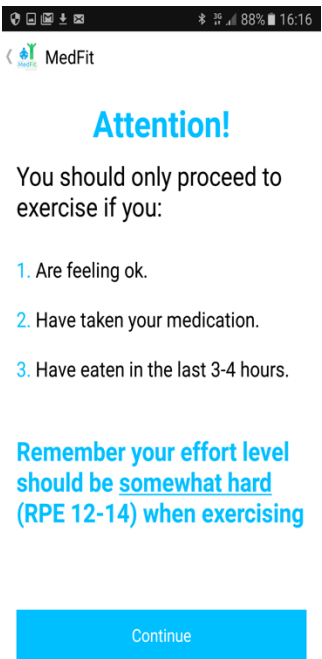 88% 16:16
MedFit
MedFit
Attention!
You should only proceed to
exercise if you:
1. Are feeling ok.
2. Have taken your medication.
3. Have eaten in the last 3-4 hours.
Remember your effort level
should be somewhat hard
(RPE 12-14) when exercising
Continue